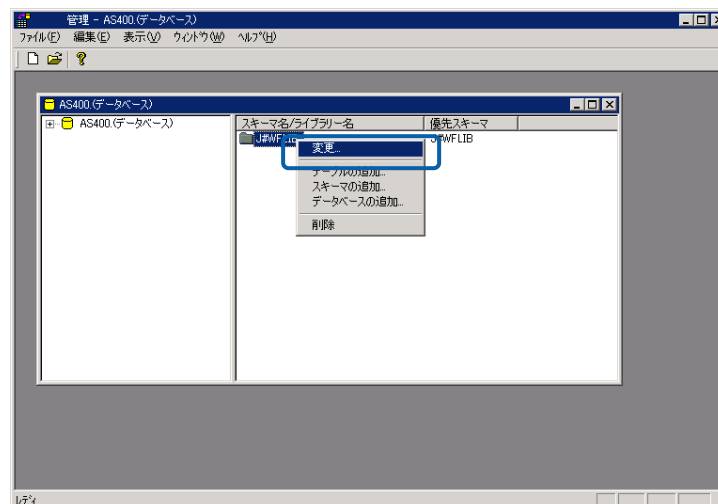 管理 - AS400.(データベース)
ファイル(F) 編集(E) 表示(V) ウィンドウ(W) ヘルプ(H)
AS400.(データベース)
AS400.(データベース) スキーマ名/ライブラリー名 優先スキーマ
J#WFLIB J#WFLIB
変更...
テーブルの追加...
スキーマの追加...
データベースの追加...
削除
レディ